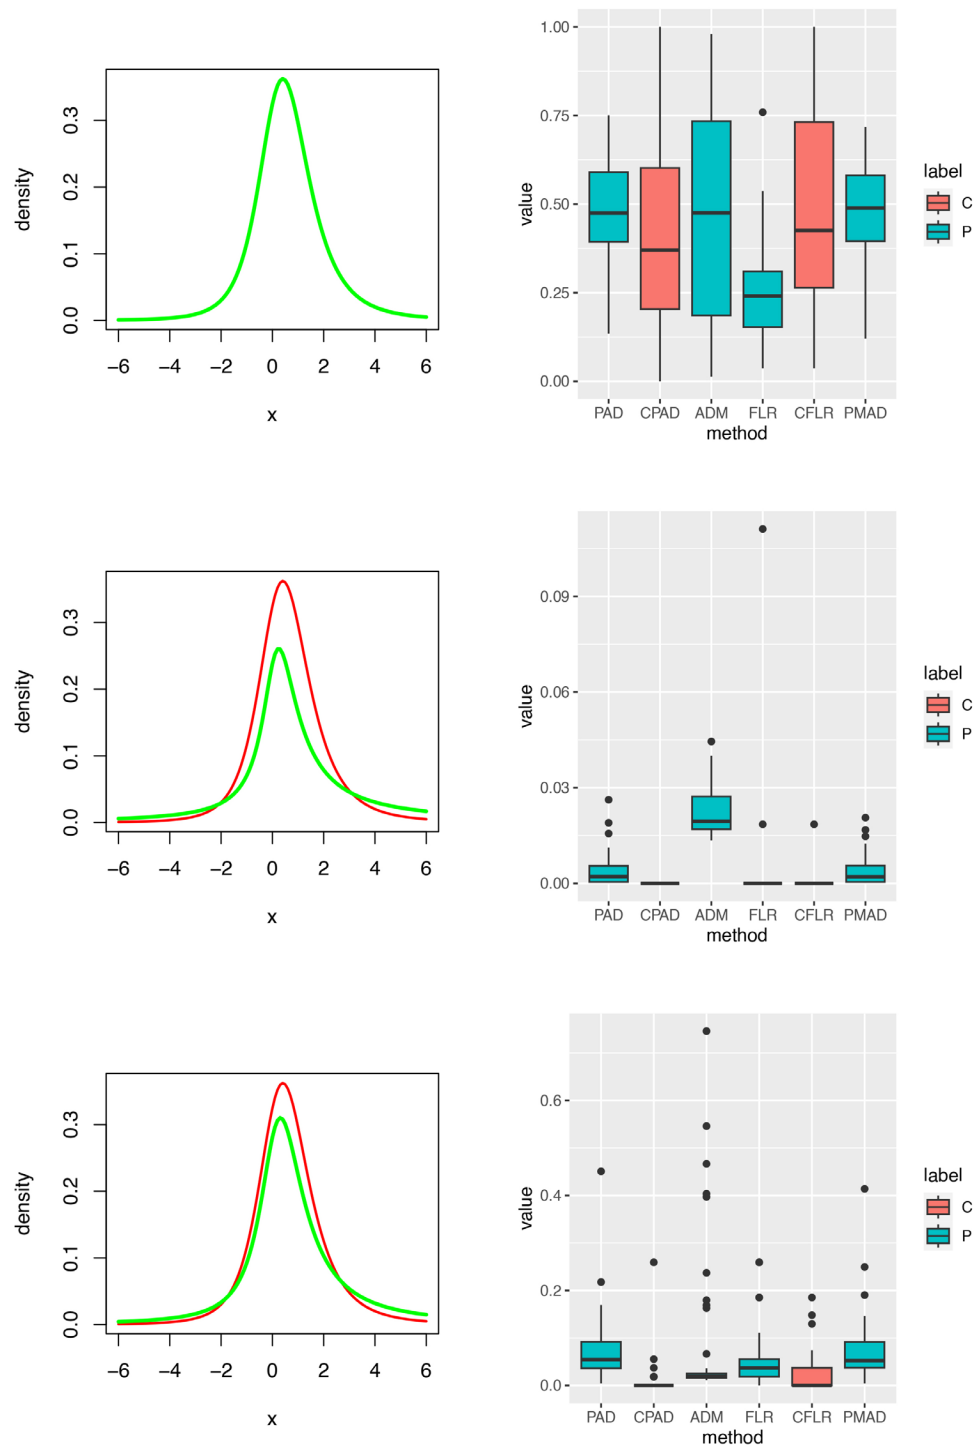 density
0.0
0.1
0.2
0.3
−6 −4 −2 0 2 4 6
x
value
1.00
0.75
0.50
0.25
0.00
PAD CPAD ADM FLR CFLR PMAD
method
label
C
P
density
0.0
0.1
0.2
0.3
−6 −4 −2 0 2 4 6
x
value
0.09
0.06
0.03
0.00
PAD CPAD ADM FLR CFLR PMAD
method
label
C
P
density
0.0
0.1
0.2
0.3
−6 −4 −2 0 2 4 6
x
value
0.6
0.4
0.2
0.0
PAD CPAD ADM FLR CFLR PMAD
method
label
C
P